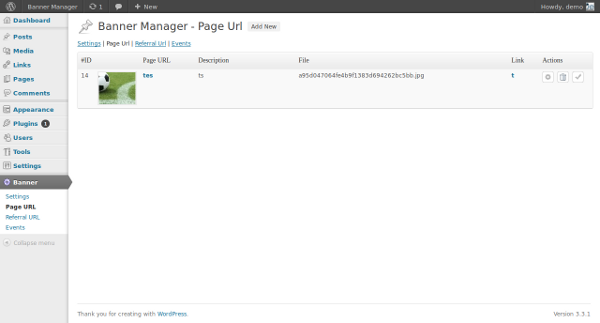 Banner Manager 1 + New Howdy, demo
Dashboard
Posts
Media
Links
Pages
Comments
Appearance
Plugins 1
Users
Tools
Settings
Banner
Settings
Page URL
Referral URL
Events
Collapse menu
Banner Manager - Page Url Add New
Settings | Page Url | Referral Url | Events
#ID Page URL Description File Link Actions
14 tes ts a95d047064fe4b9f1383d694262bc5bb.jpg t
Thank you for creating with WordPress. Version 3.3.1